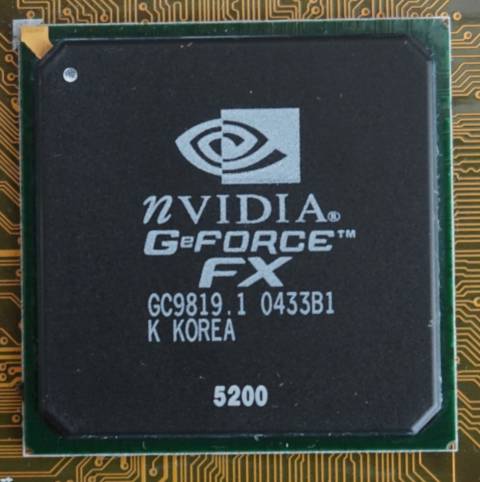 nVIDIA®
GeFORCE™
FX
GC9819.1 0433B1
K KOREA
5200